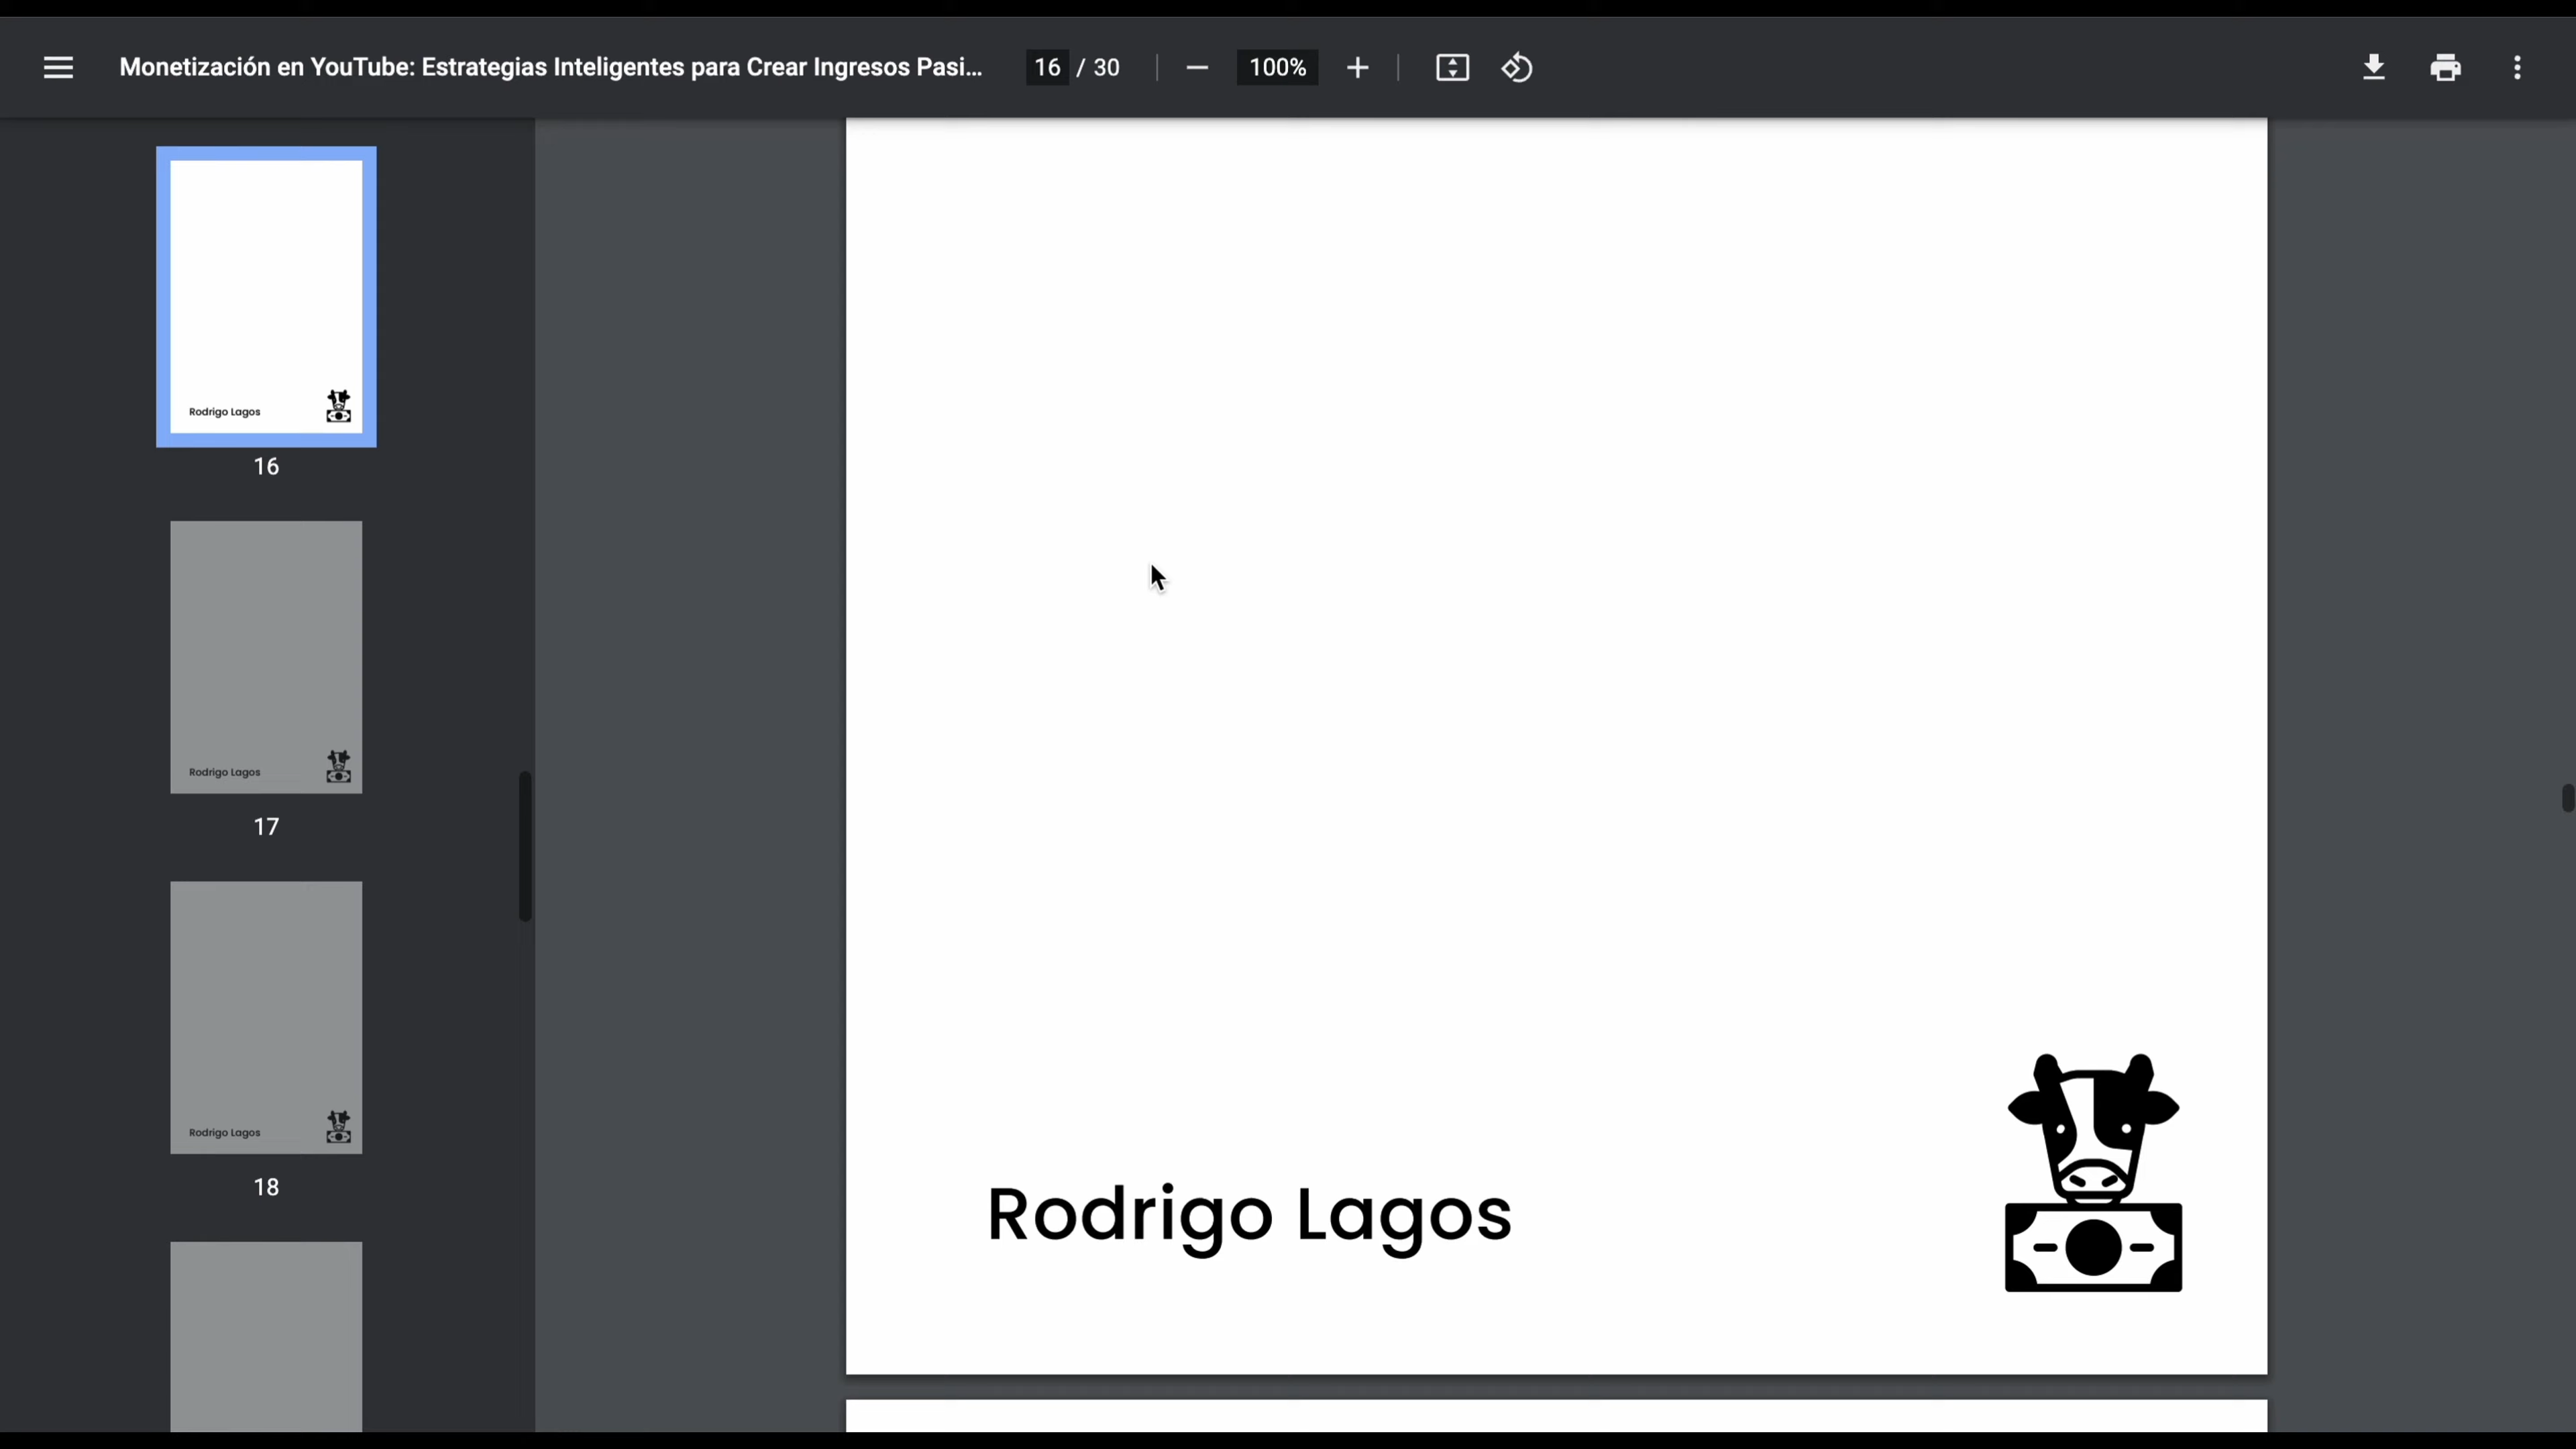 Monetización en YouTube: Estrategias Inteligentes para Crear Ingresos Pasi...
16 / 30
100%
Rodrigo Lagos
16
Rodrigo Lagos
17
Rodrigo Lagos
18
Rodrigo Lagos